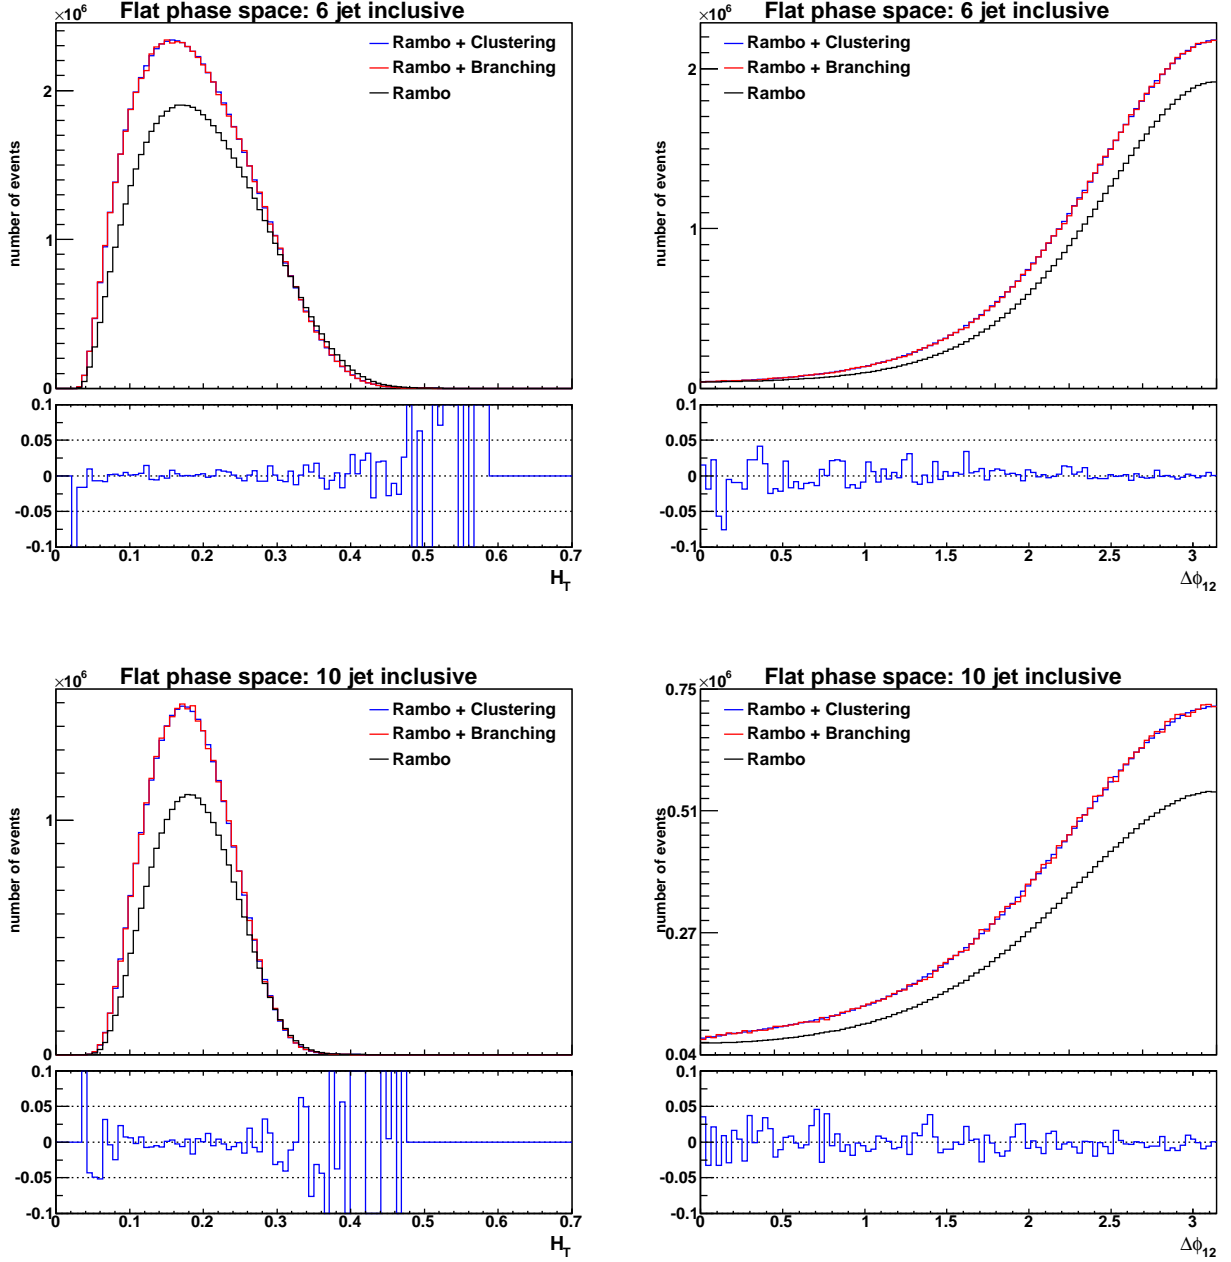 Flat phase space: 6 jet inclusive
×10⁶
Rambo + Clustering
Rambo + Branching
Rambo
number of events
2
1
0
0.1
0.05
0
-0.05
-0.1
0 0.1 0.2 0.3 0.4 0.5 0.6 0.7
H_T
Flat phase space: 6 jet inclusive
×10⁶
Rambo + Clustering
Rambo + Branching
Rambo
number of events
2
1
0
0.1
0.05
0
-0.05
-0.1
0 0.5 1 1.5 2 2.5 3
Δϕ₁₂
Flat phase space: 10 jet inclusive
×10⁶
Rambo + Clustering
Rambo + Branching
Rambo
number of events
1
0
0.1
0.05
0
-0.05
-0.1
0 0.1 0.2 0.3 0.4 0.5 0.6 0.7
H_T
Flat phase space: 10 jet inclusive
×10⁶
Rambo + Clustering
Rambo + Branching
Rambo
number of events
0.75
0.51
0.27
0.04
0.1
0.05
0
-0.05
-0.1
0 0.5 1 1.5 2 2.5 3
Δϕ₁₂